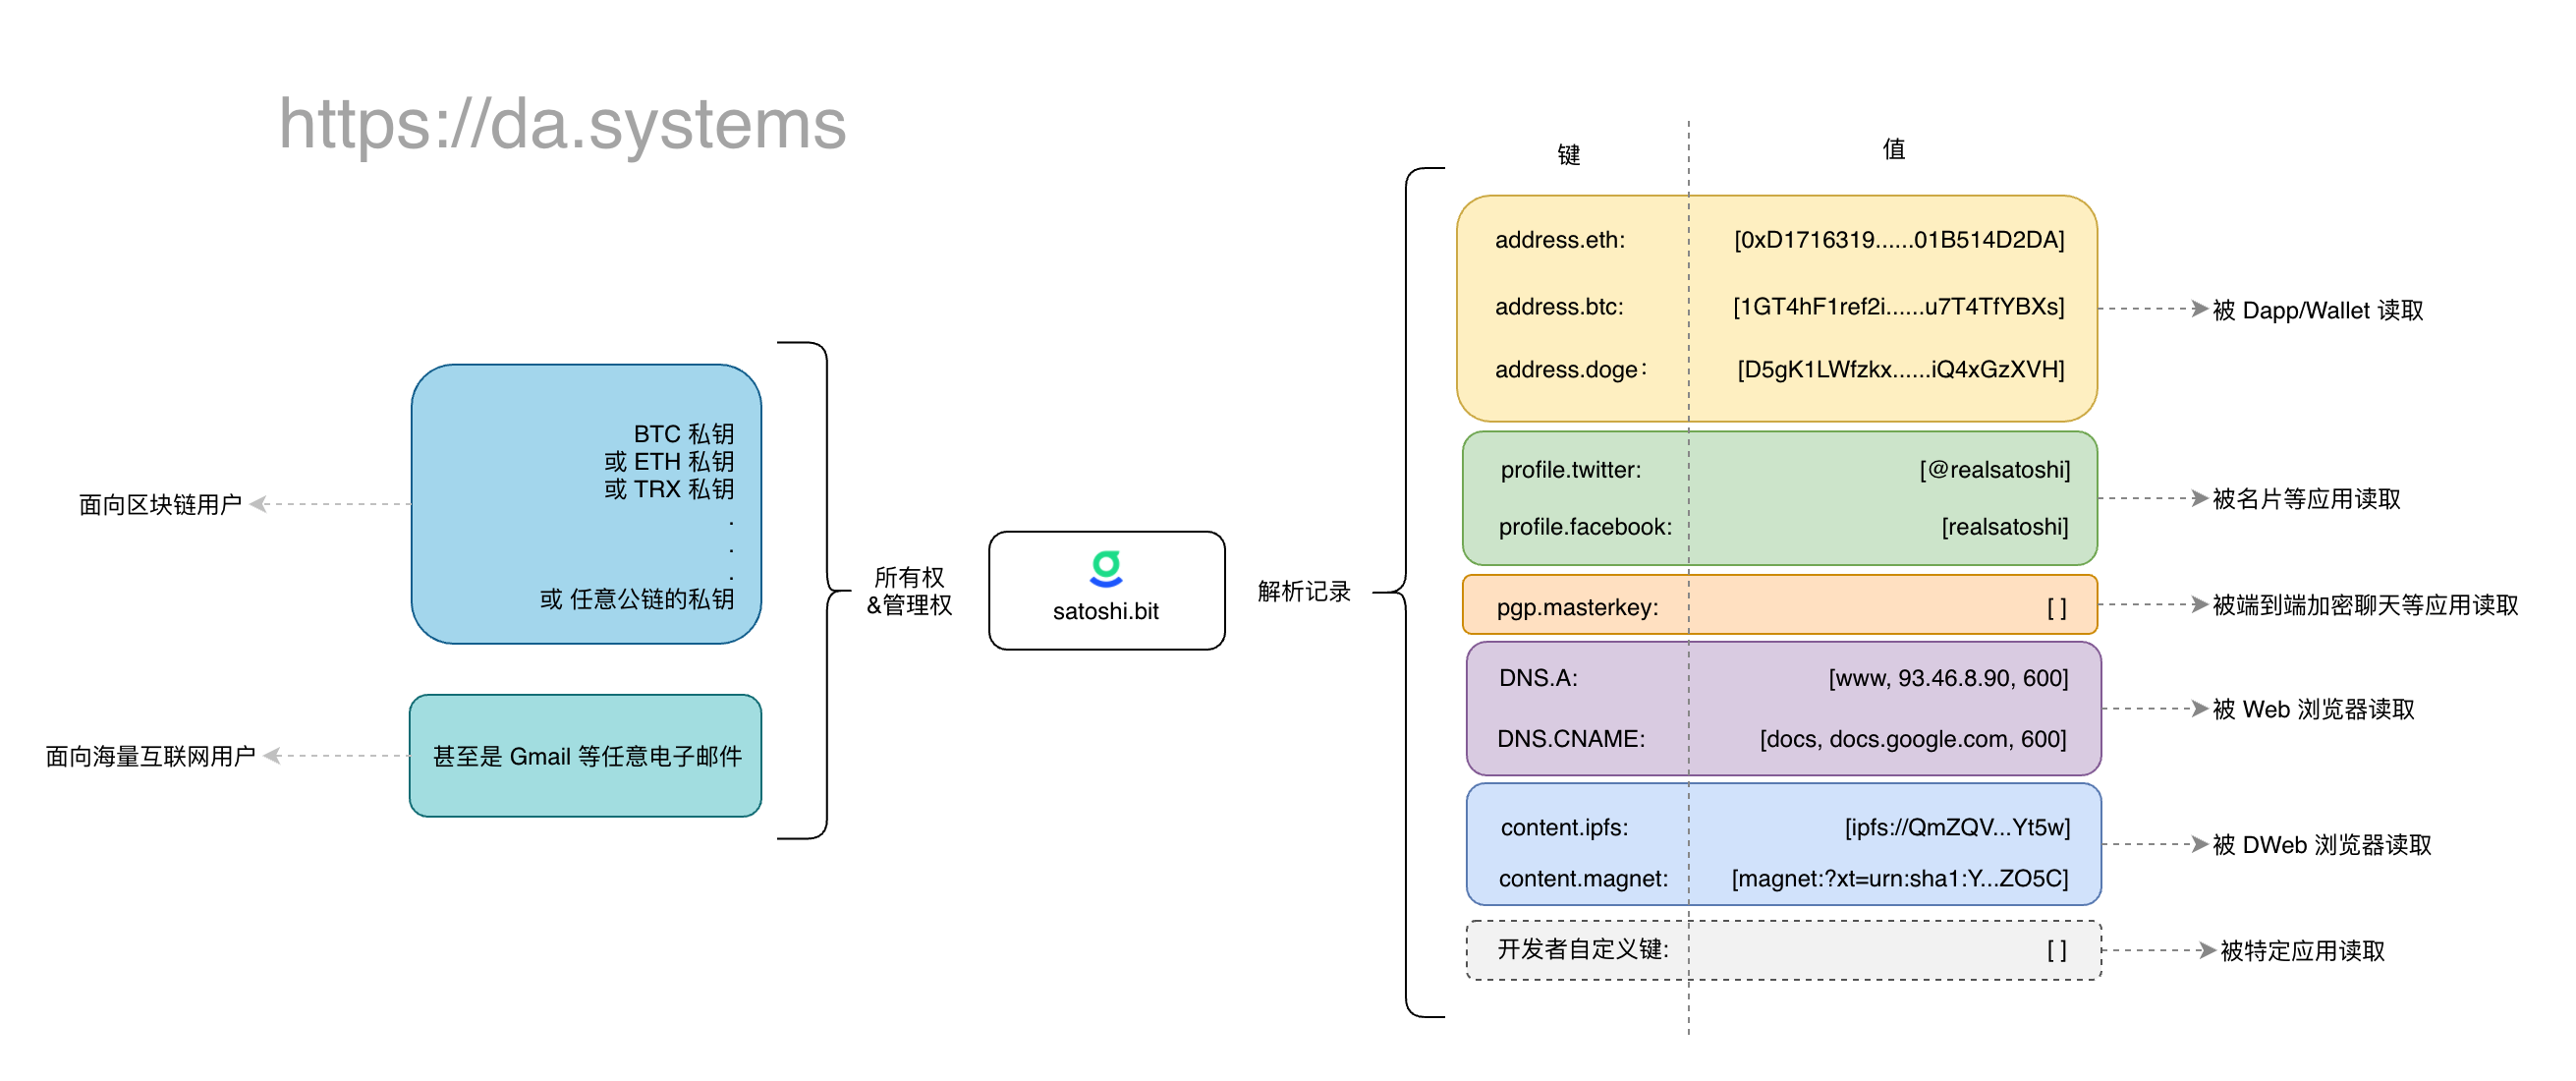 https://da.systems
面向区块链用户
BTC 私钥
或 ETH 私钥
或 TRX 私钥
.
.
.
或 任意公链的私钥
面向海量互联网用户
甚至是 Gmail 等任意电子邮件
所有权
&管理权
satoshi.bit
解析记录
键 值
address.eth: [0xD1716319......01B514D2DA]
address.btc: [1GT4hF1ref2i......u7T4TfYBXs]
address.doge： [D5gK1LWfzkx......iQ4xGzXVH]
被 Dapp/Wallet 读取
profile.twitter: [@realsatoshi]
profile.facebook: [realsatoshi]
被名片等应用读取
pgp.masterkey: [ ]
被端到端加密聊天等应用读取
DNS.A: [www, 93.46.8.90, 600]
DNS.CNAME: [docs, docs.google.com, 600]
被 Web 浏览器读取
content.ipfs: [ipfs://QmZQV...Yt5w]
content.magnet: [magnet:?xt=urn:sha1:Y...ZO5C]
被 DWeb 浏览器读取
开发者自定义键: [ ]
被特定应用读取